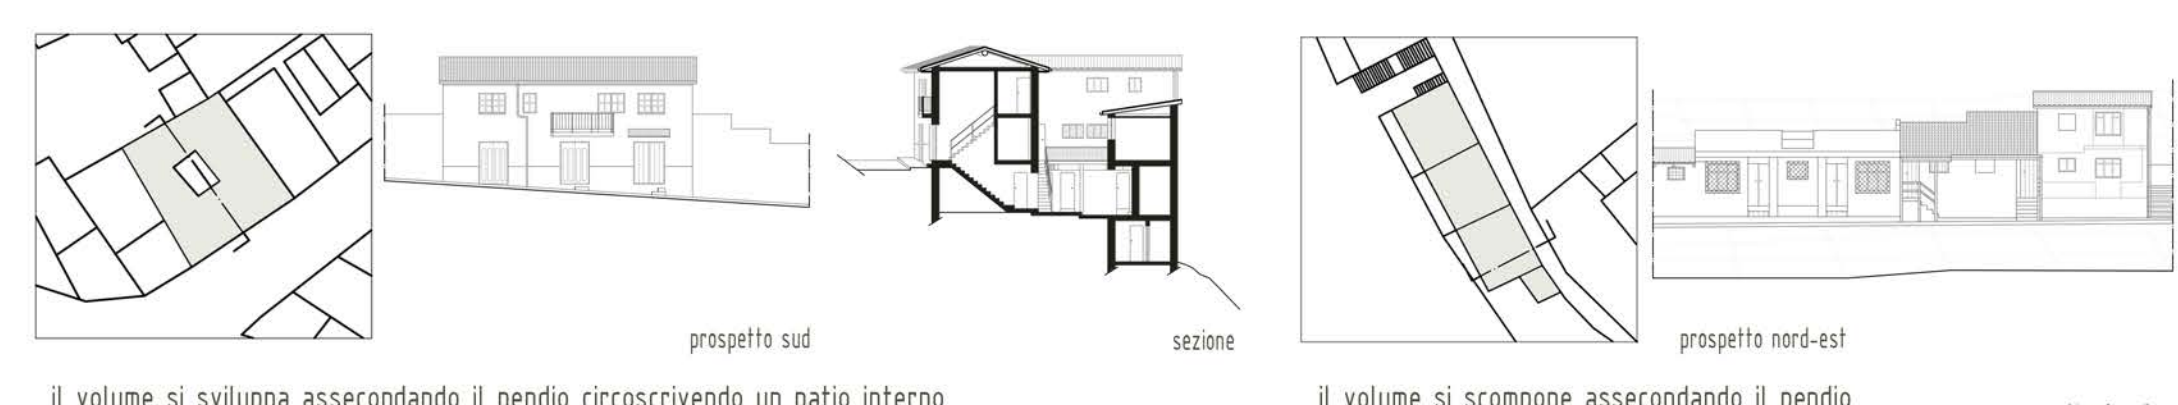 prospetto sud
sezione
prospetto nord-est
il volume si sviluppa assecondando il pendio circoscrivendo un patio interno
il volume si scompone assecondando il pendio